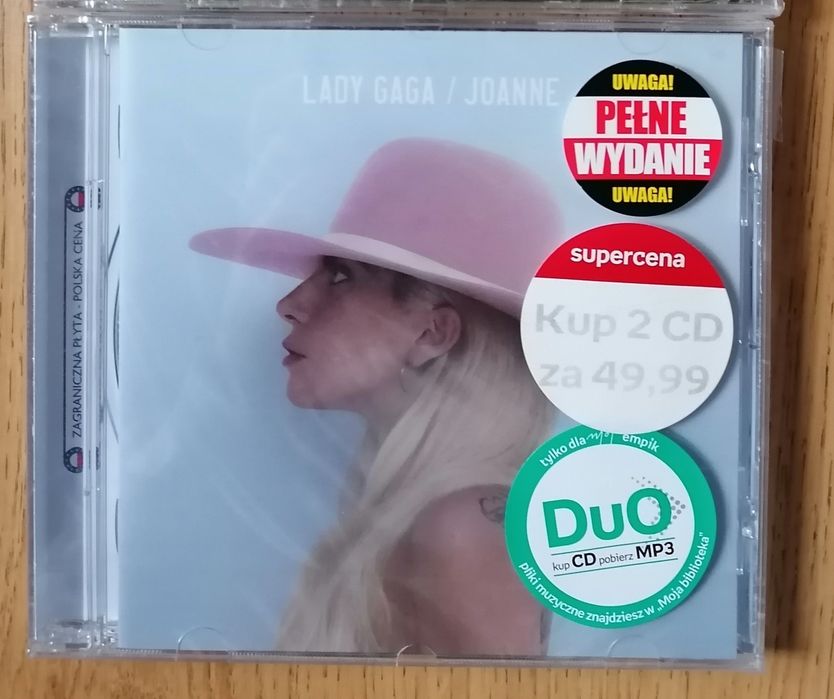 LADY GAGA / JOANNE
UWAGA!
PEŁNE
WYDANIE
UWAGA!
supercena
Kup 2 CD
za 49,99
tylko dla my empik
DuO
kup CD pobierz MP3
pliki muzyczne znajdziesz w „Moja biblioteka"
ZAGRANICZNA PŁYTA - POLSKA CENA